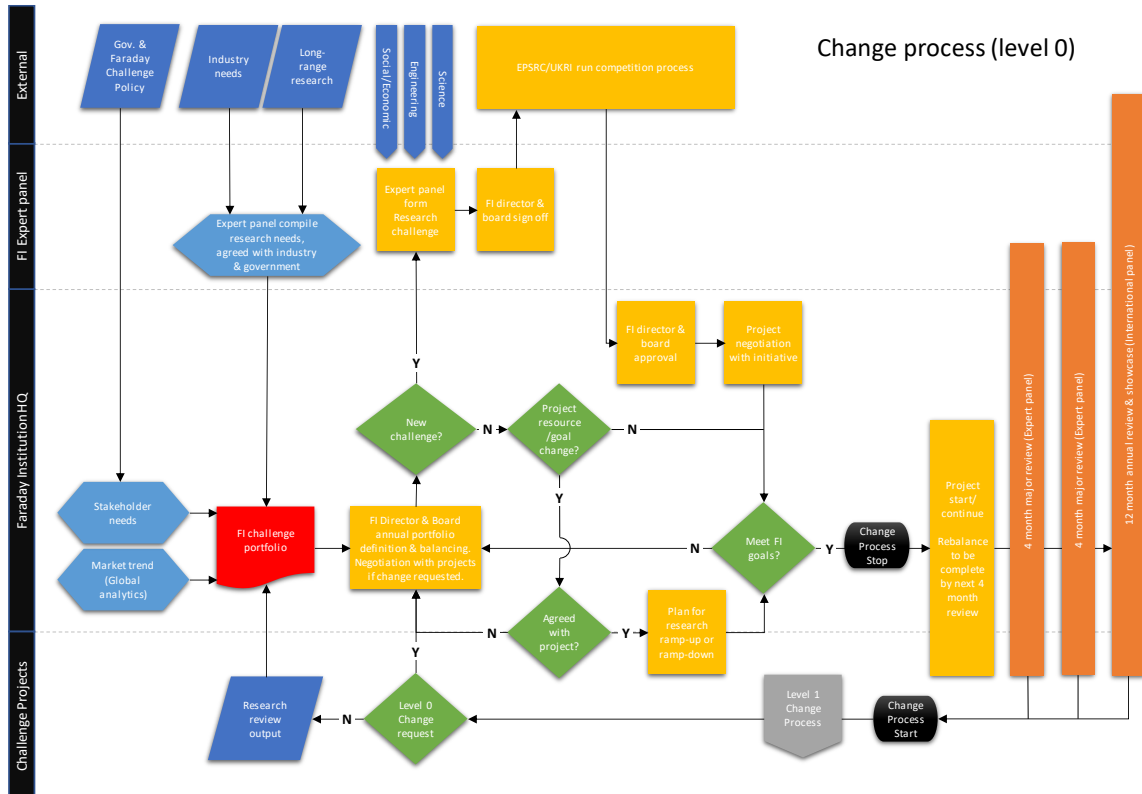 Change process (level 0)
External
Gov. &
Faraday
Challenge
Policy
Industry
needs
Long-
range
research
Social/Economic
Engineering
Science
EPSRC/UKRI run competition process
FI Expert panel
Expert panel compile
research needs,
agreed with industry
& government
Expert panel
form
Research
challenge
FI director &
board sign off
Faraday Institution HQ
FI director &
board
approval
Project
negotiation
with initiative
Y
New
challenge?
N
Project
resource
/goal
change?
N
Y
Stakeholder
needs
Market trend
(Global
analytics)
FI challenge
portfolio
FI Director & Board
annual portfolio
definition & balancing.
Negotiation with projects
if change requested.
N
Meet FI
goals?
Y
Change
Process
Stop
Project
start/
continue
Rebalance to
be complete
by next 4
month
review
4 month major review (Expert panel)
4 month major review (Expert panel)
12 month annual review & showcase (International panel)
N
Agreed
with
project?
Y
Plan for
research
ramp-up or
ramp-down
Challenge Projects
Y
Research
review
output
N
Level 0
Change
request
Level 1
Change
Process
Change
Process
Start